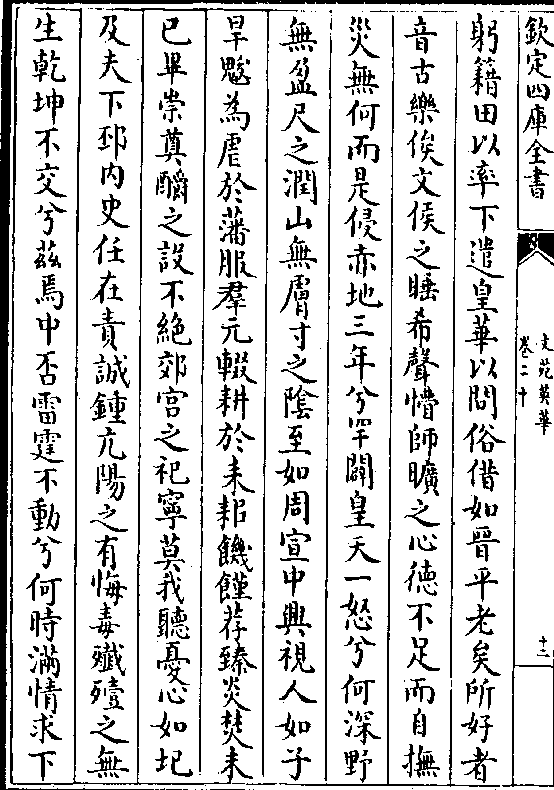 欽定四庫全書
文苑英華
卷二十
十二
躬籍田以率下遣皇華以問俗借如晉平老矣所好者
音古樂俟文侯之睡希聲懵師曠之心德不足而自撫
災無何而是侵赤地三年兮罕闢皇天一怒兮何深野
無盈尺之潤山無膚寸之陰至如周宣中興視人如子
旱魃為虐於藩服羣元輟耕於耒耜饑饉荐臻炎焚未
已畢崇奠釂之設不絶郊宮之祀寧莫我聽憂心如圮
及夫下邳内史任在責誠鍾亢陽之有悔毒殲殪之無
生乾坤不交兮茲焉中否雷霆不動兮何時滿情求下